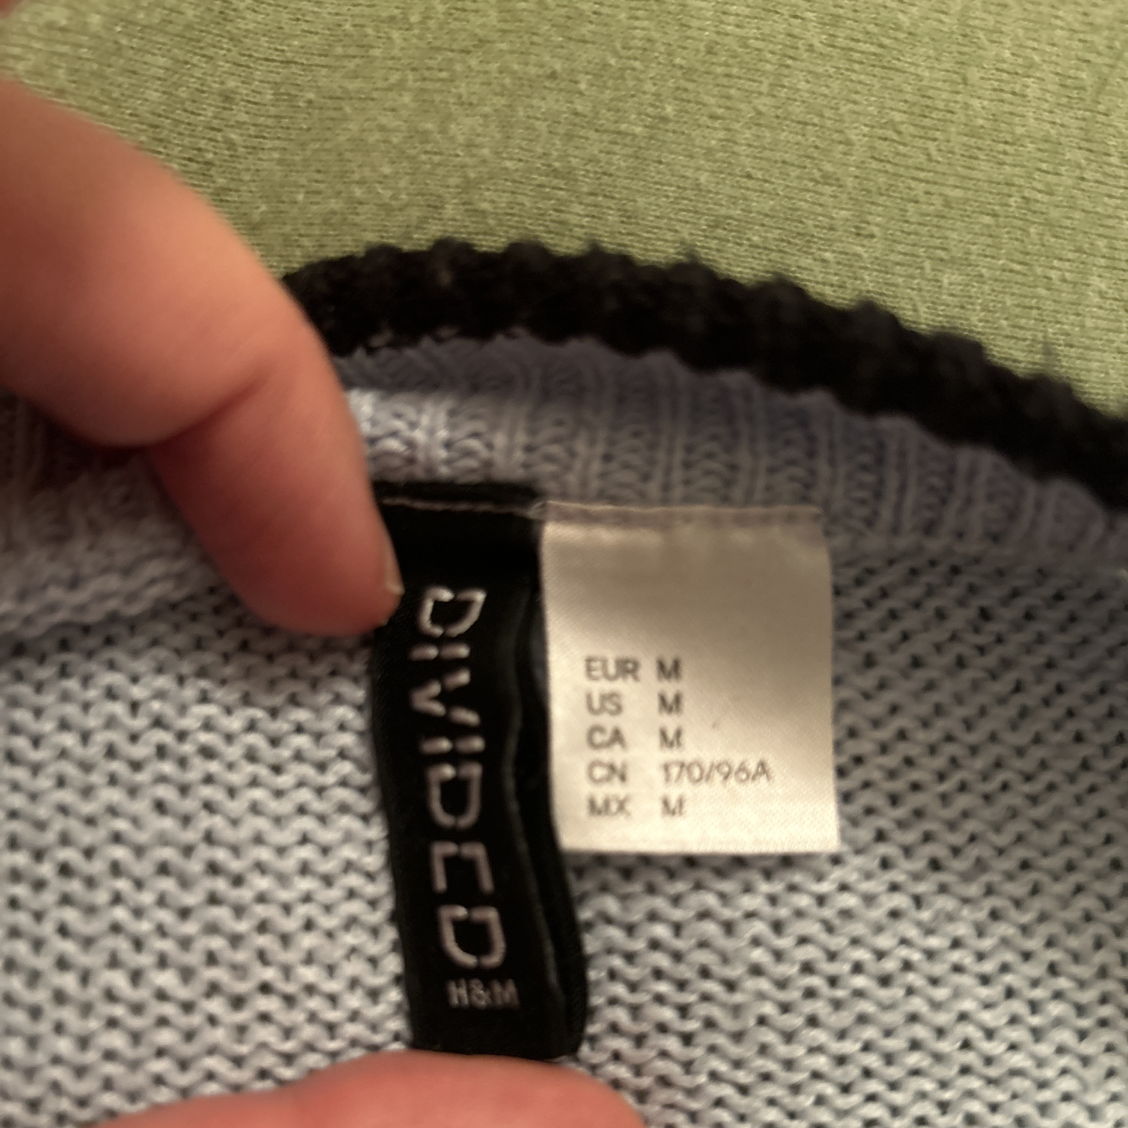 DIVIDED
H&M
EUR M
US M
CA M
CN 170/96A
MX M